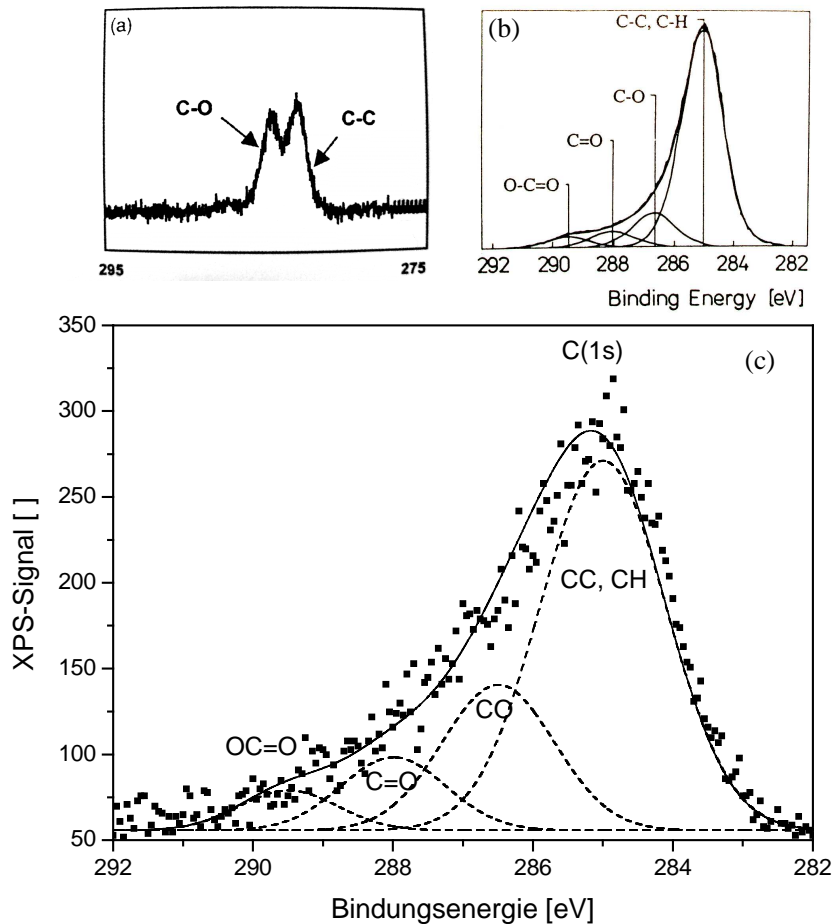 (a)
C-O
C-C
295
275
(b)
C-C, C-H
C-O
C=O
O-C=O
292 290 288 286 284 282
Binding Energy [eV]
350
300
250
200
150
100
50
XPS-Signal [ ]
C(1s)
(c)
CC, CH
CO
OC=O
C=O
292 290 288 286 284 282
Bindungsenergie [eV]